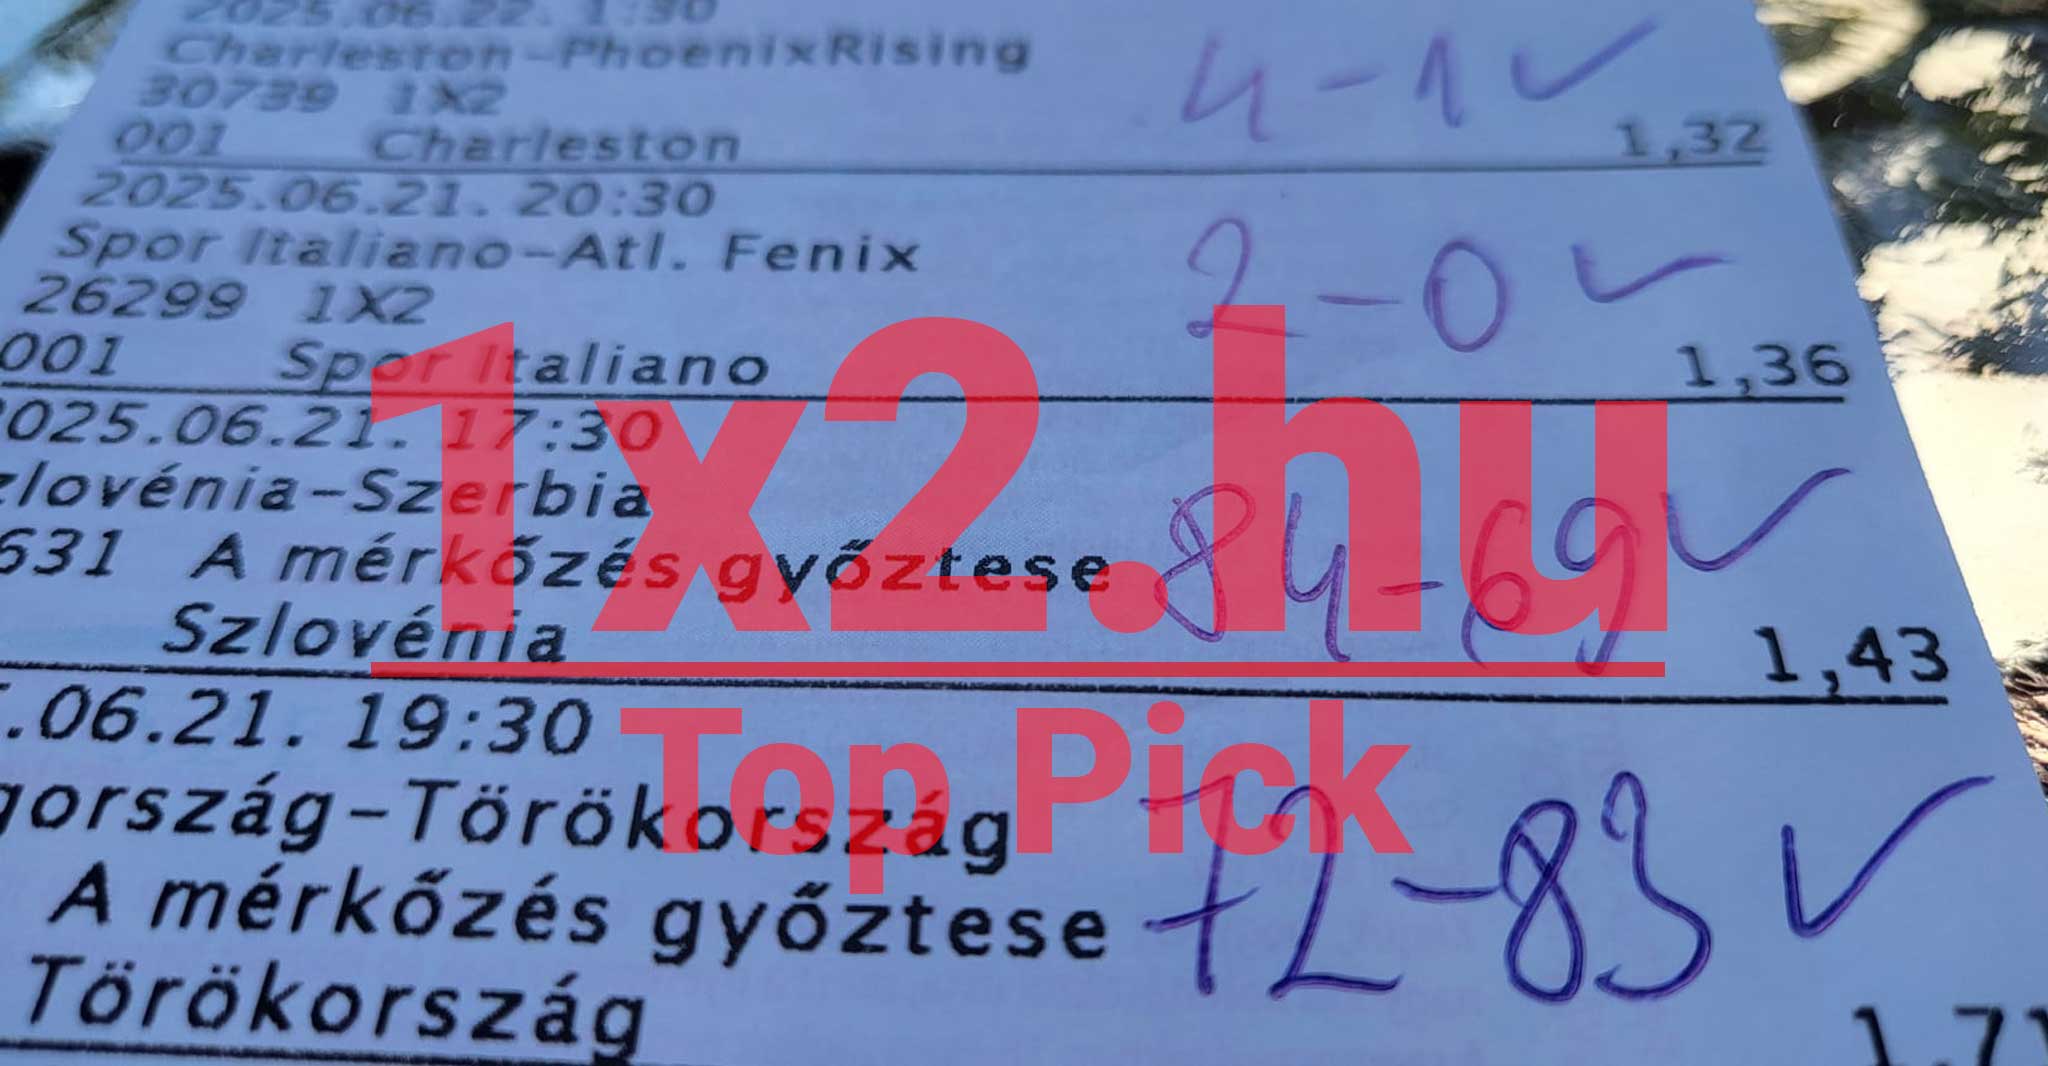 2025.06.22. 1:30
Charleston-PhoenixRising
30739 1X2 4-1 ✓
001 Charleston 1,32
2025.06.21. 20:30
Spor Italiano-Atl. Fenix
26299 1X2 2-0 ✓
001 Spor Italiano 1,36
2025.06.21. 17:30
zlovénia-Szerbia
631 A mérkőzés győztese 84-69 ✓
Szlovénia 1,43
.06.21. 19:30
gország-Törökország
A mérkőzés győztese 72-83 ✓
Törökország 1,71
1x2.hu
Top Pick